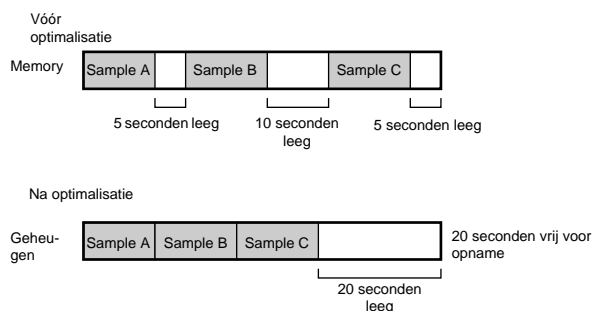 Vóór
optimalisatie
Memory
Sample A
Sample B
Sample C
5 seconden leeg
10 seconden
leeg
5 seconden leeg
Na optimalisatie
Geheu-
gen
Sample A
Sample B
Sample C
20 seconden vrij voor
opname
20 seconden
leeg